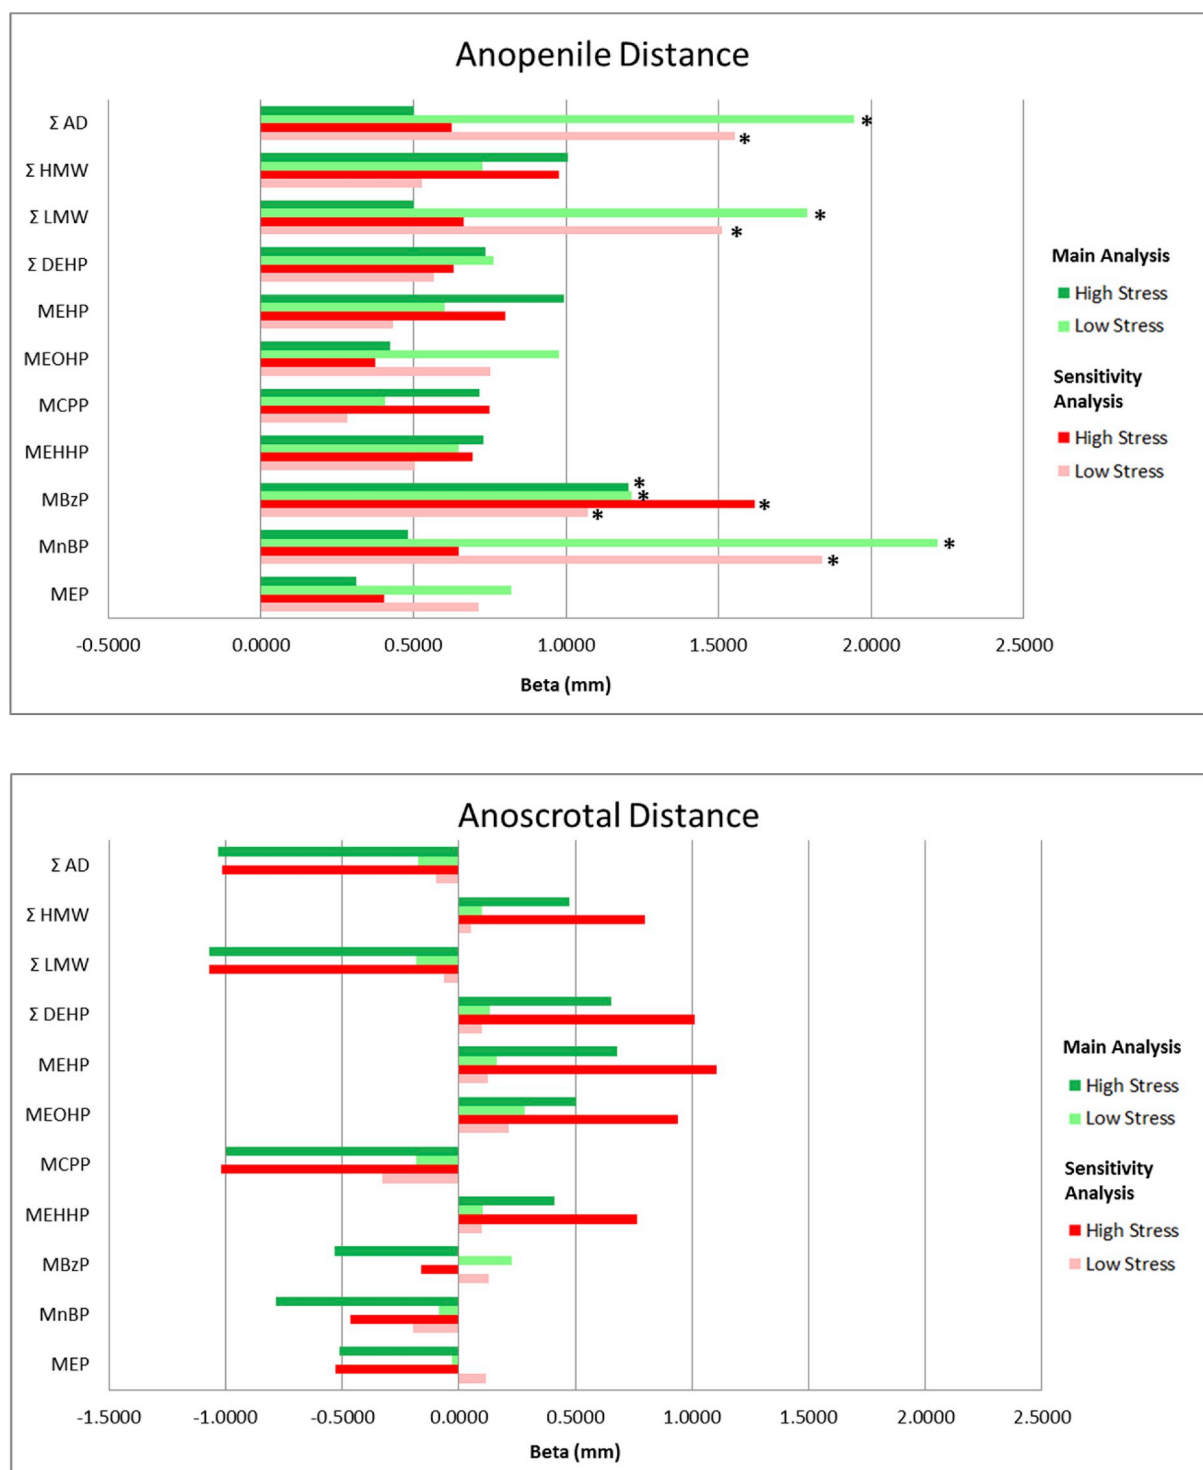 Anopenile Distance
Σ AD
*
*
Σ HMW
Σ LMW
*
*
Σ DEHP
MEHP
MEOHP
MCPP
MEHHP
MBzP
*
*
*
*
MnBP
*
*
MEP
-0.5000 0.0000 0.5000 1.0000 1.5000 2.0000 2.5000
Beta (mm)
Main Analysis
High Stress
Low Stress
Sensitivity
Analysis
High Stress
Low Stress
Anoscrotal Distance
Σ AD
Σ HMW
Σ LMW
Σ DEHP
MEHP
MEOHP
MCPP
MEHHP
MBzP
MnBP
MEP
-1.5000 -1.0000 -0.5000 0.0000 0.5000 1.0000 1.5000 2.0000 2.5000
Beta (mm)
Main Analysis
High Stress
Low Stress
Sensitivity
Analysis
High Stress
Low Stress